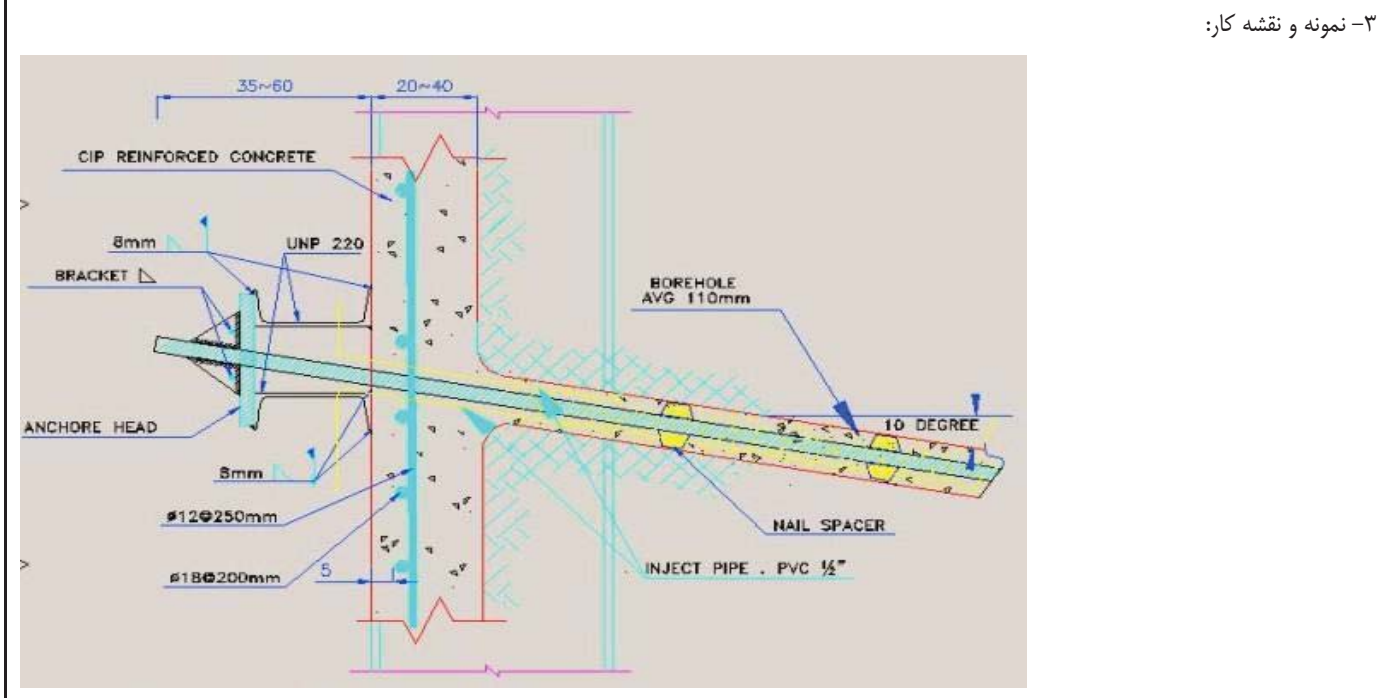 ۳- نمونه و نقشه کار:
35~60
20~40
CIP REINFORCED CONCRETE
8mm
UNP 220
BRACKET
BOREHOLE
AVG 110mm
ANCHORE HEAD
10 DEGREE
8mm
ø12@250mm
NAIL SPACER
ø18@200mm
5
INJECT PIPE . PVC ½"